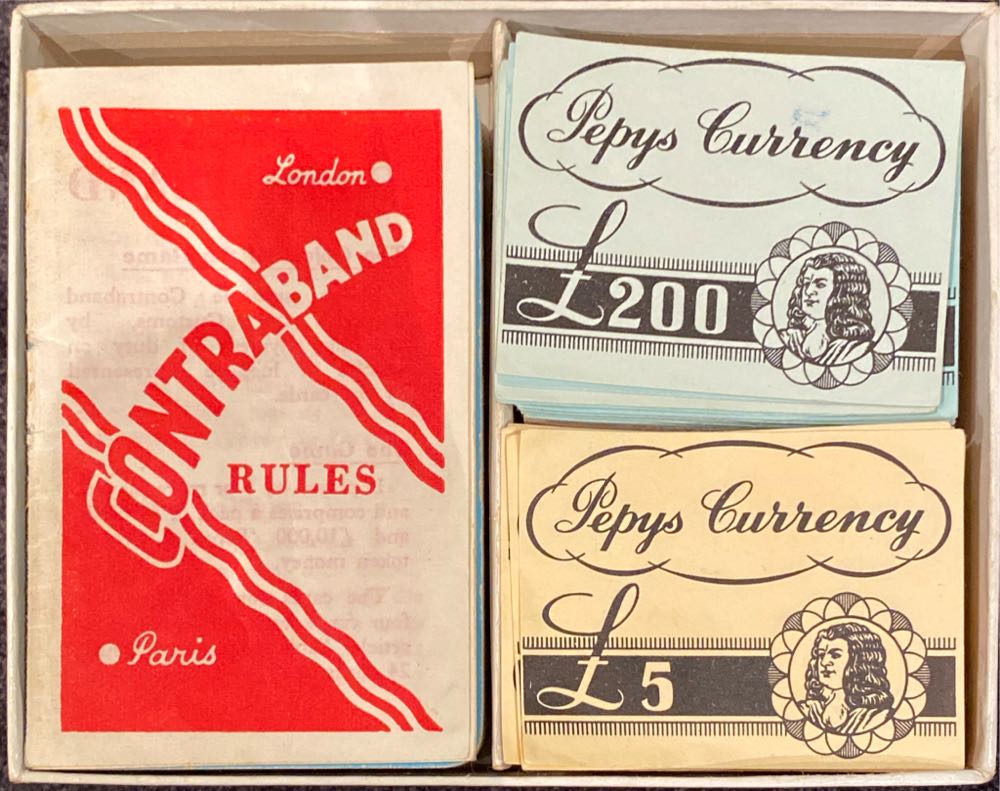 London
CONTRABAND
RULES
Paris
Pepys Currency
£200
Pepys Currency
£5